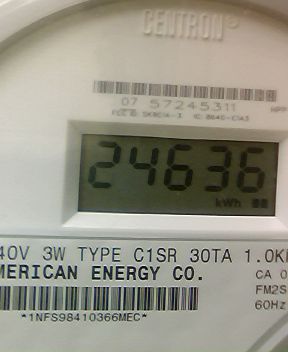 CENTRON®
07 57245311
24636
kWh
40V 3W TYPE C1SR 30TA 1.0K
MERICAN ENERGY CO.
CA 0
FM2S
60Hz
*1NFS98410366MEC*